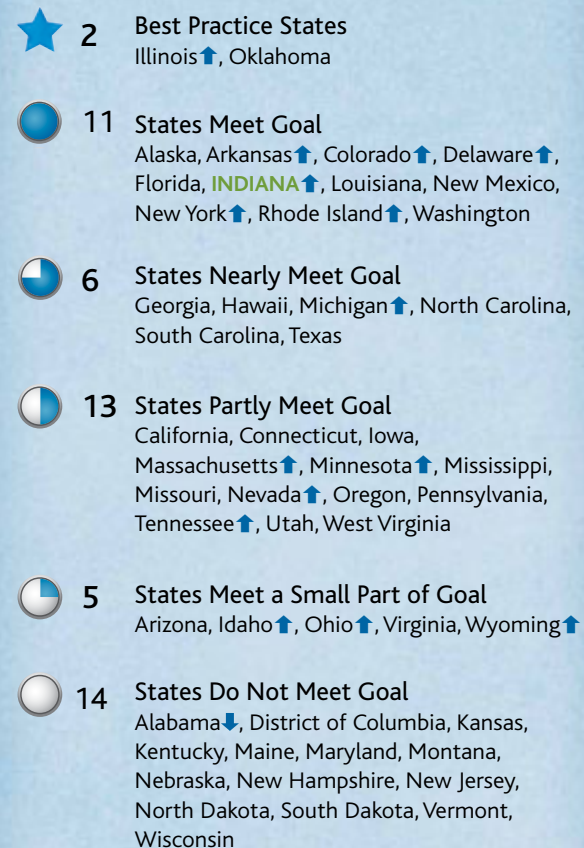 2 Best Practice States
Illinois⬆, Oklahoma
11 States Meet Goal
Alaska, Arkansas⬆, Colorado⬆, Delaware⬆,
Florida, INDIANA⬆, Louisiana, New Mexico,
New York⬆, Rhode Island⬆, Washington
6 States Nearly Meet Goal
Georgia, Hawaii, Michigan⬆, North Carolina,
South Carolina, Texas
13 States Partly Meet Goal
California, Connecticut, Iowa,
Massachusetts⬆, Minnesota⬆, Mississippi,
Missouri, Nevada⬆, Oregon, Pennsylvania,
Tennessee⬆, Utah, West Virginia
5 States Meet a Small Part of Goal
Arizona, Idaho⬆, Ohio⬆, Virginia, Wyoming⬆
14 States Do Not Meet Goal
Alabama⬇, District of Columbia, Kansas,
Kentucky, Maine, Maryland, Montana,
Nebraska, New Hampshire, New Jersey,
North Dakota, South Dakota, Vermont,
Wisconsin